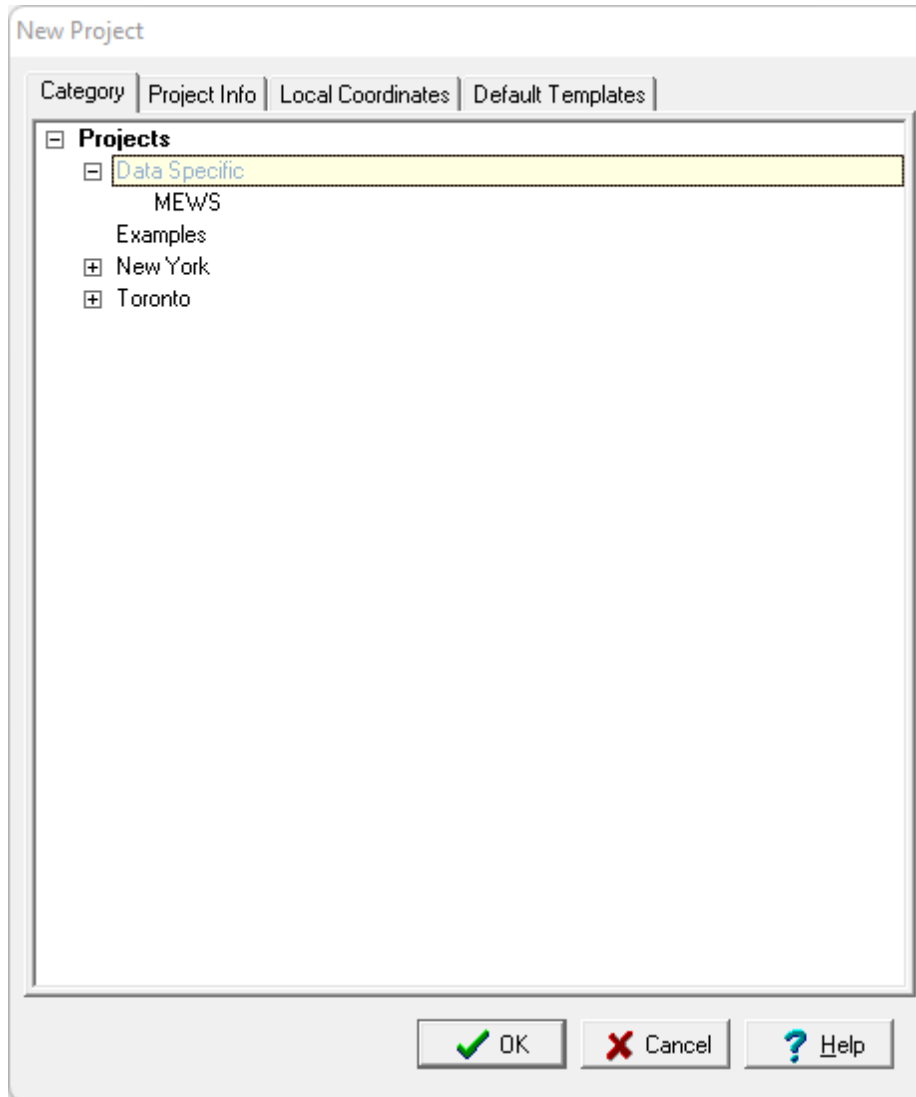 New Project
Category Project Info Local Coordinates Default Templates
Projects
Data Specific
MEWS
Examples
New York
Toronto
OK Cancel Help